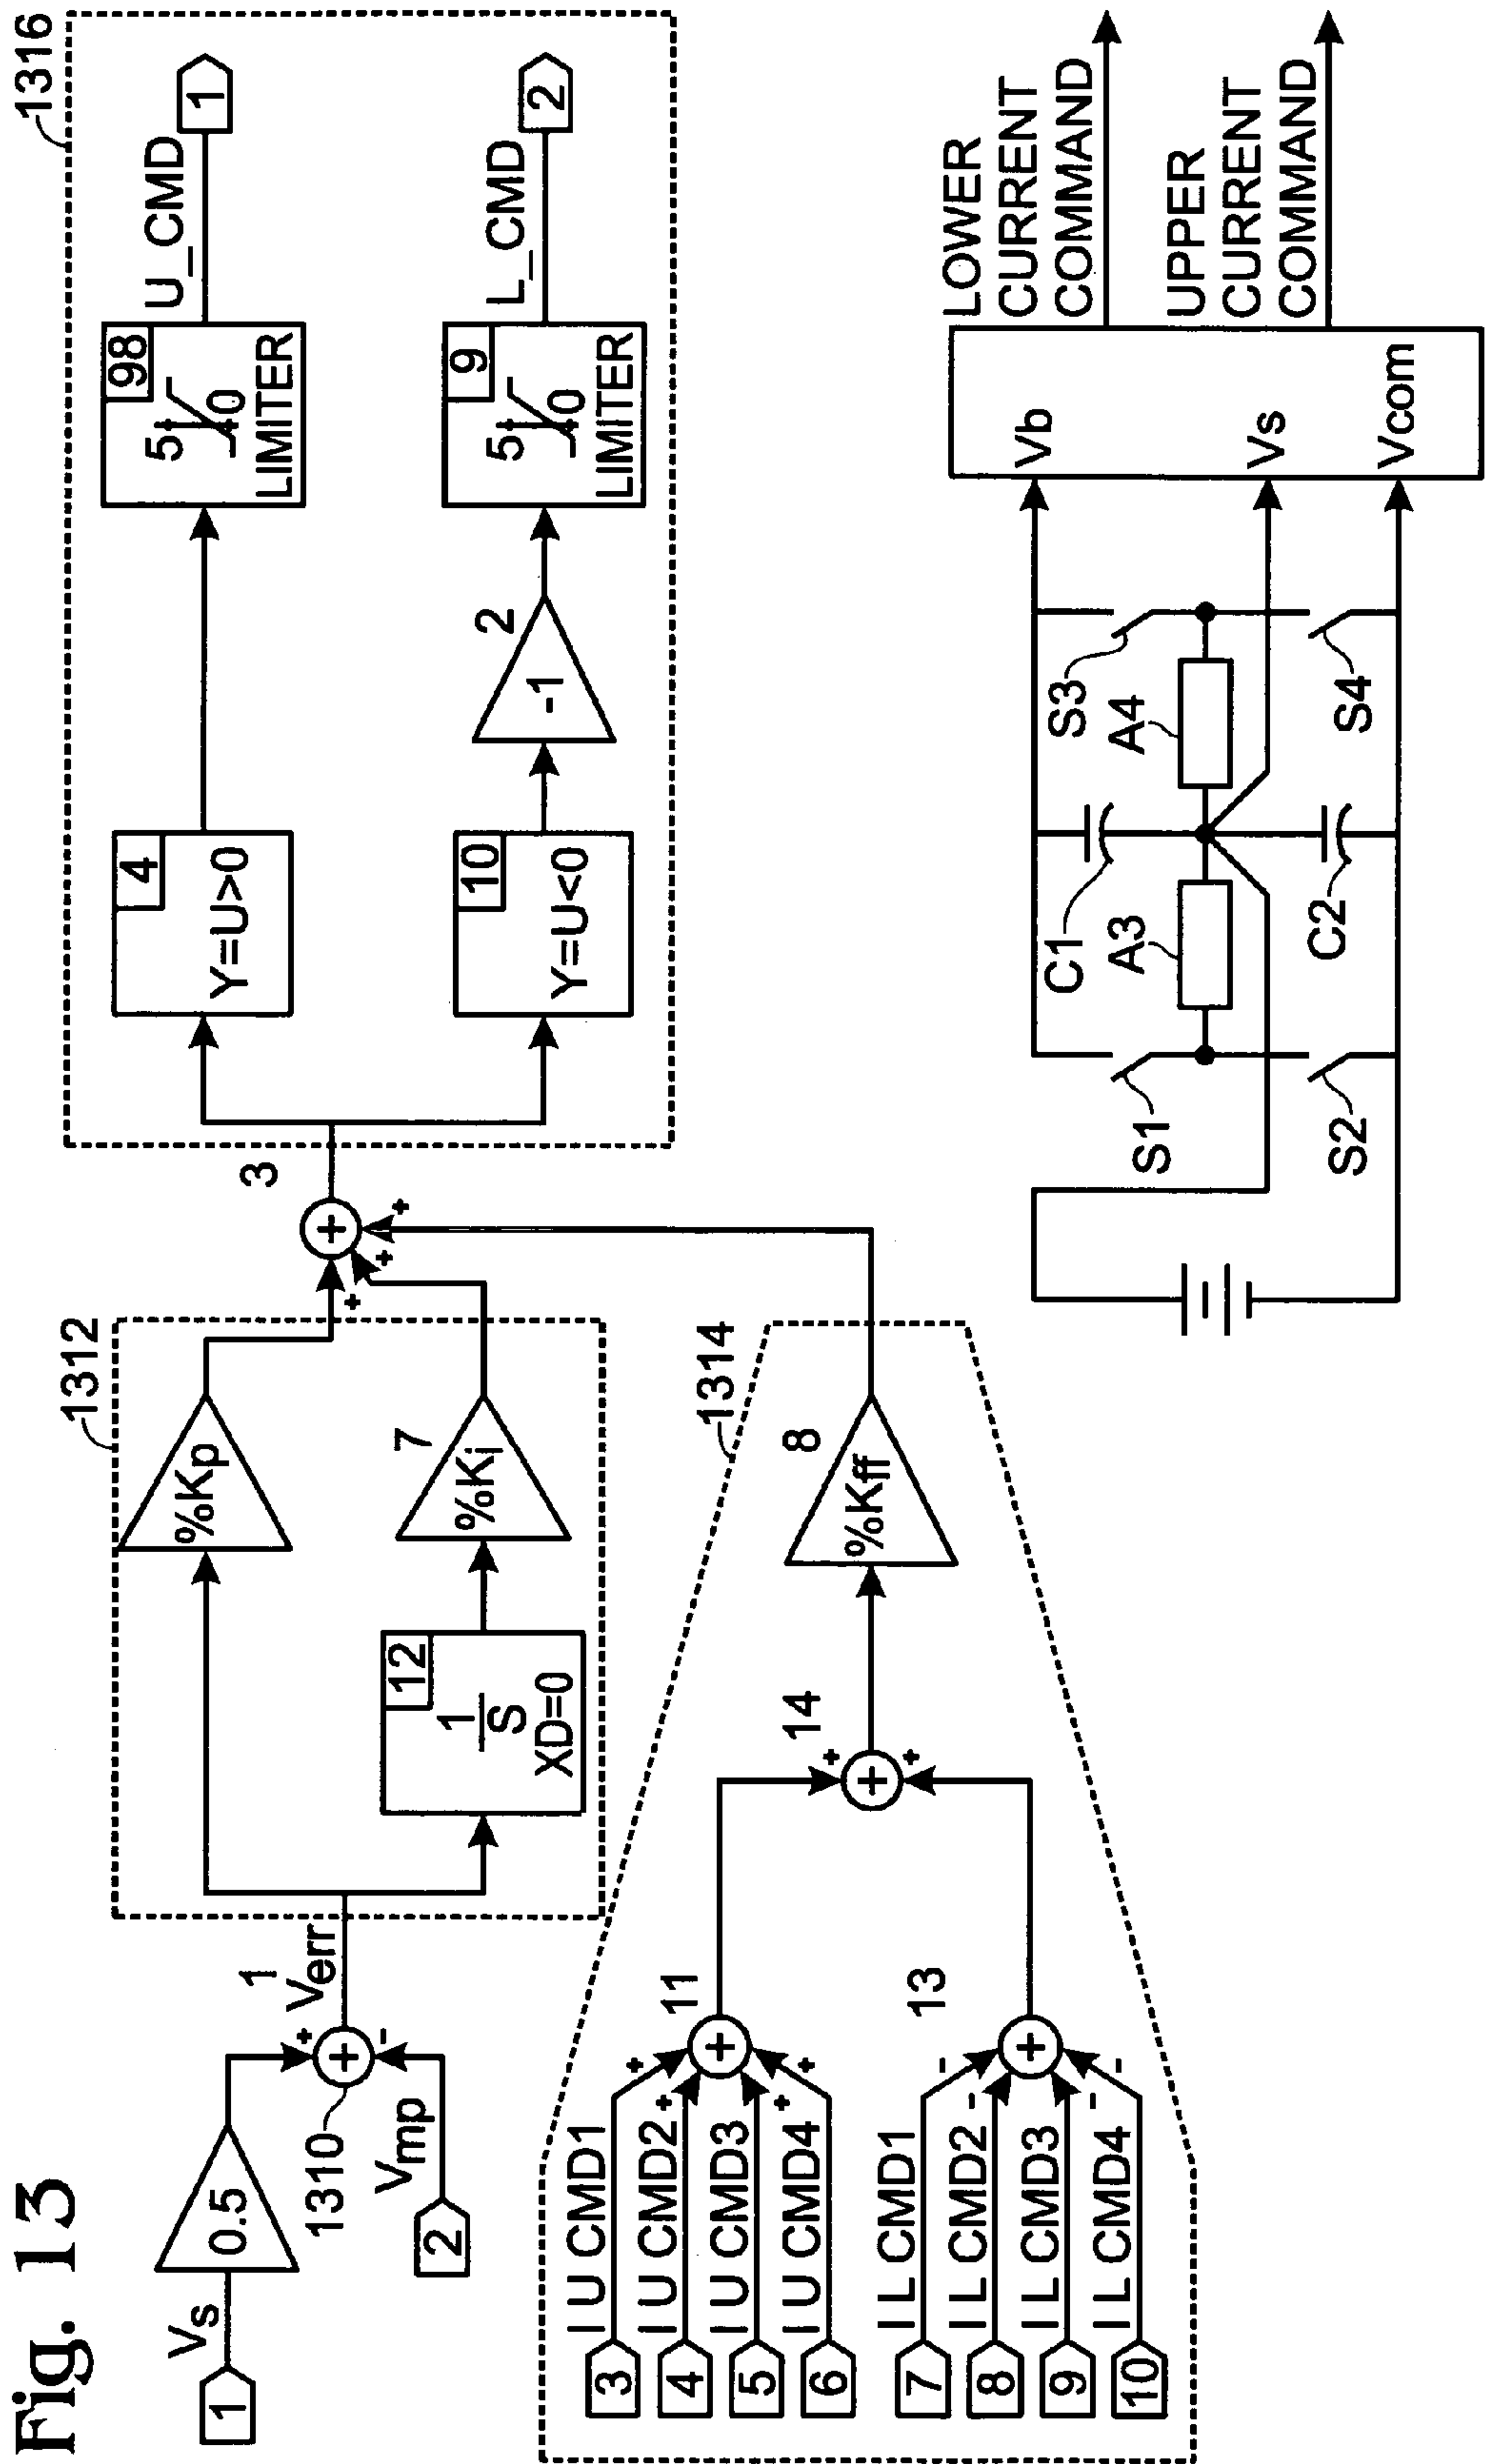 Fig. 13
1
Vs
0.5
1310
2
Vmp
+
+
-
1
Verr
1312
%Kp
12
1
S
XD=0
7
%Ki
+
+
+
+
3
1316
4
Y=U>0
98
5
0
LIMITER
U_CMD
1
10
Y=U<0
2
-1
9
5
0
LIMITER
L_CMD
2
1314
3
I U CMD1
4
I U CMD2
5
I U CMD3
6
I U CMD4
+
+
+
+
+
11
7
I L CMD1
8
I L CMD2
9
I L CMD3
10
I L CMD4
-
-
-
-
+
13
+
+
+
14
8
%Kff
S1
S2
C1
A3
C2
S3
A4
S4
Vb
Vs
Vcom
LOWER
CURRENT
COMMAND
UPPER
CURRENT
COMMAND